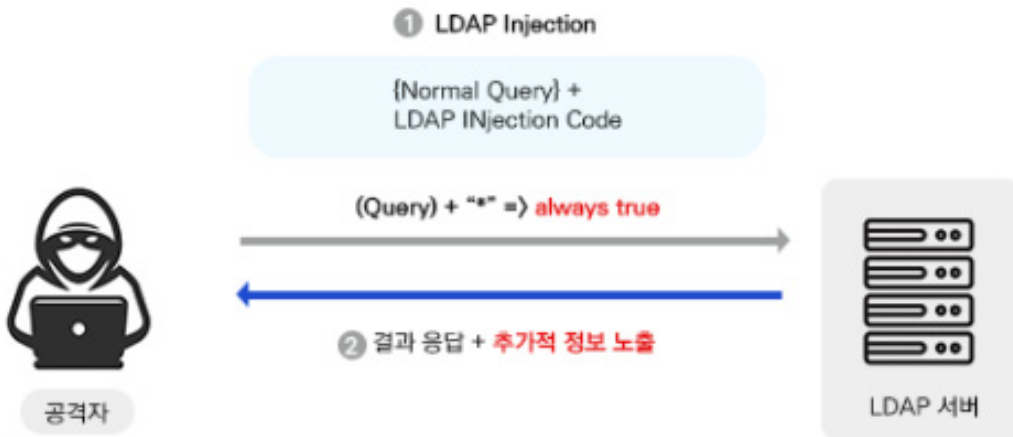 1 LDAP Injection
{Normal Query} +
LDAP INjection Code
(Query) + “*” => always true
2 결과 응답 + 추가적 정보 노출
공격자
LDAP 서버